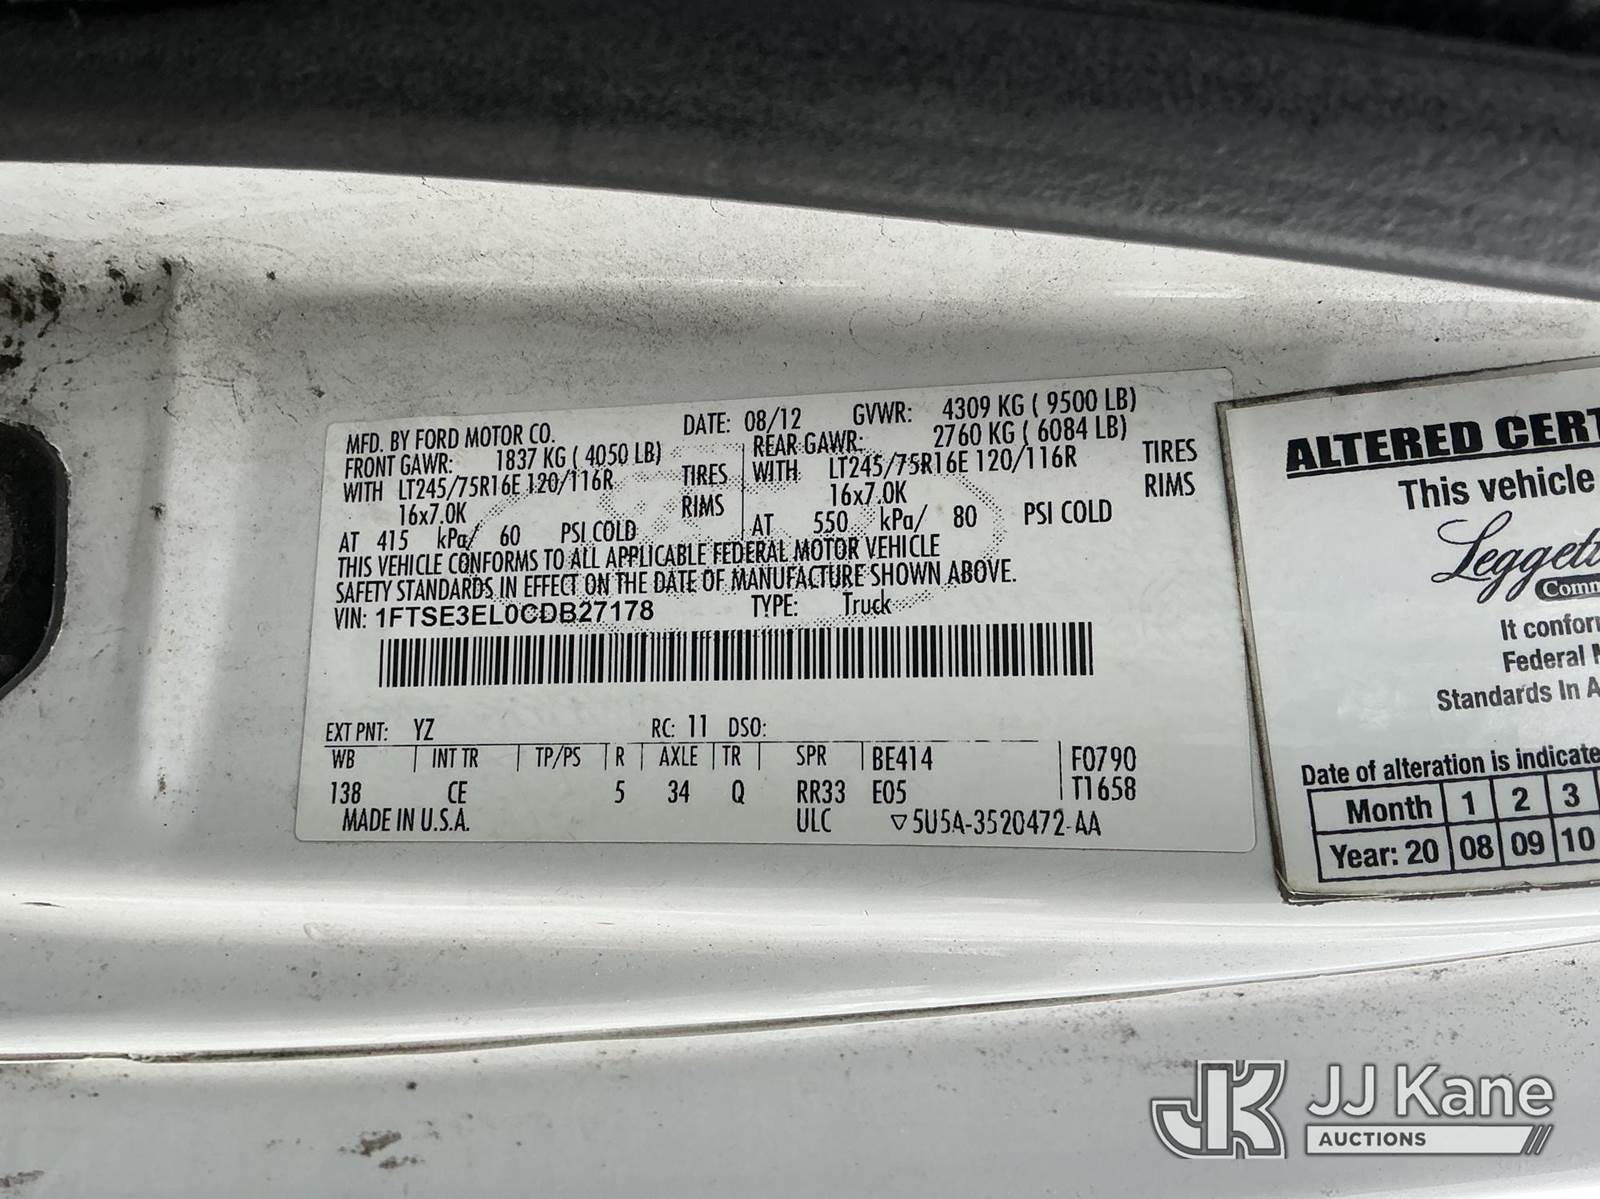 MFD. BY FORD MOTOR CO. DATE: 08/12 GVWR: 4309 KG ( 9500 LB)
FRONT GAWR: 1837 KG ( 4050 LB) REAR GAWR: 2760 KG ( 6084 LB)
WITH LT245/75R16E 120/116R TIRES WITH LT245/75R16E 120/116R TIRES
16x7.0K RIMS 16x7.0K RIMS
AT 415 kPa/ 60 PSI COLD AT 550 kPa/ 80 PSI COLD
THIS VEHICLE CONFORMS TO ALL APPLICABLE FEDERAL MOTOR VEHICLE
SAFETY STANDARDS IN EFFECT ON THE DATE OF MANUFACTURE SHOWN ABOVE.
VIN: 1FTSE3EL0CDB27178 TYPE: Truck
EXT PNT: YZ RC: 11 DSO:
WB INT TR TP/PS R AXLE TR SPR BE414 F0790
138 CE 5 34 Q RR33 E05 T1658
MADE IN U.S.A. ULC ▽5U5A-3520472-AA
ALTERED CERT
This vehicle
Leggett
Comm
It confor
Federal
Standards In A
Date of alteration is indicate
Month 1 2 3
Year: 20 08 09 10
JK JJ Kane
AUCTIONS